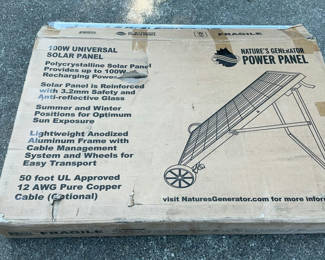 FRAGILE
100W UNIVERSAL
SOLAR PANEL
Polycrystalline Solar Panel
Provides up to 100W
Recharging Power
Solar Panel is Reinforced
with 3.2mm Safety and
Anti-reflective Glass
Summer and Winter
Positions for Optimum
Sun Exposure
Lightweight Anodized
Aluminum Frame with
Cable Management
System and Wheels for
Easy Transport
50 foot UL Approved
12 AWG Pure Copper
Cable (Optional)
NATURE'S GENERATOR
POWER PANEL
visit NaturesGenerator.com for more infor
FRAGILE